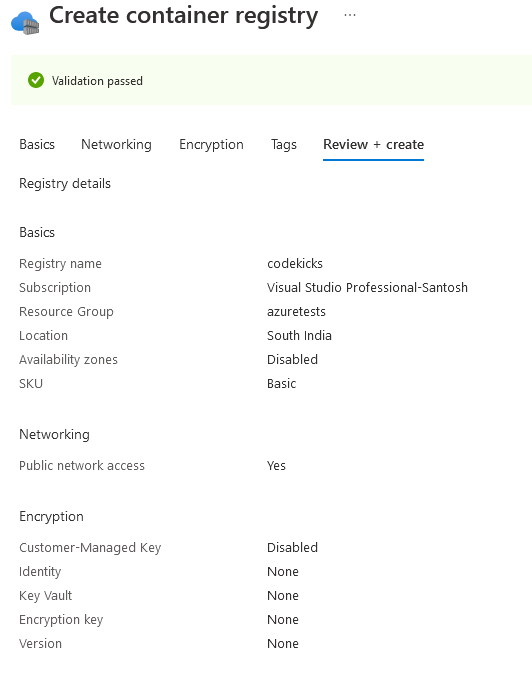 Create container registry ...
Validation passed
Basics Networking Encryption Tags Review + create
Registry details
Basics
Registry name codekicks
Subscription Visual Studio Professional-Santosh
Resource Group azuretests
Location South India
Availability zones Disabled
SKU Basic
Networking
Public network access Yes
Encryption
Customer-Managed Key Disabled
Identity None
Key Vault None
Encryption key None
Version None